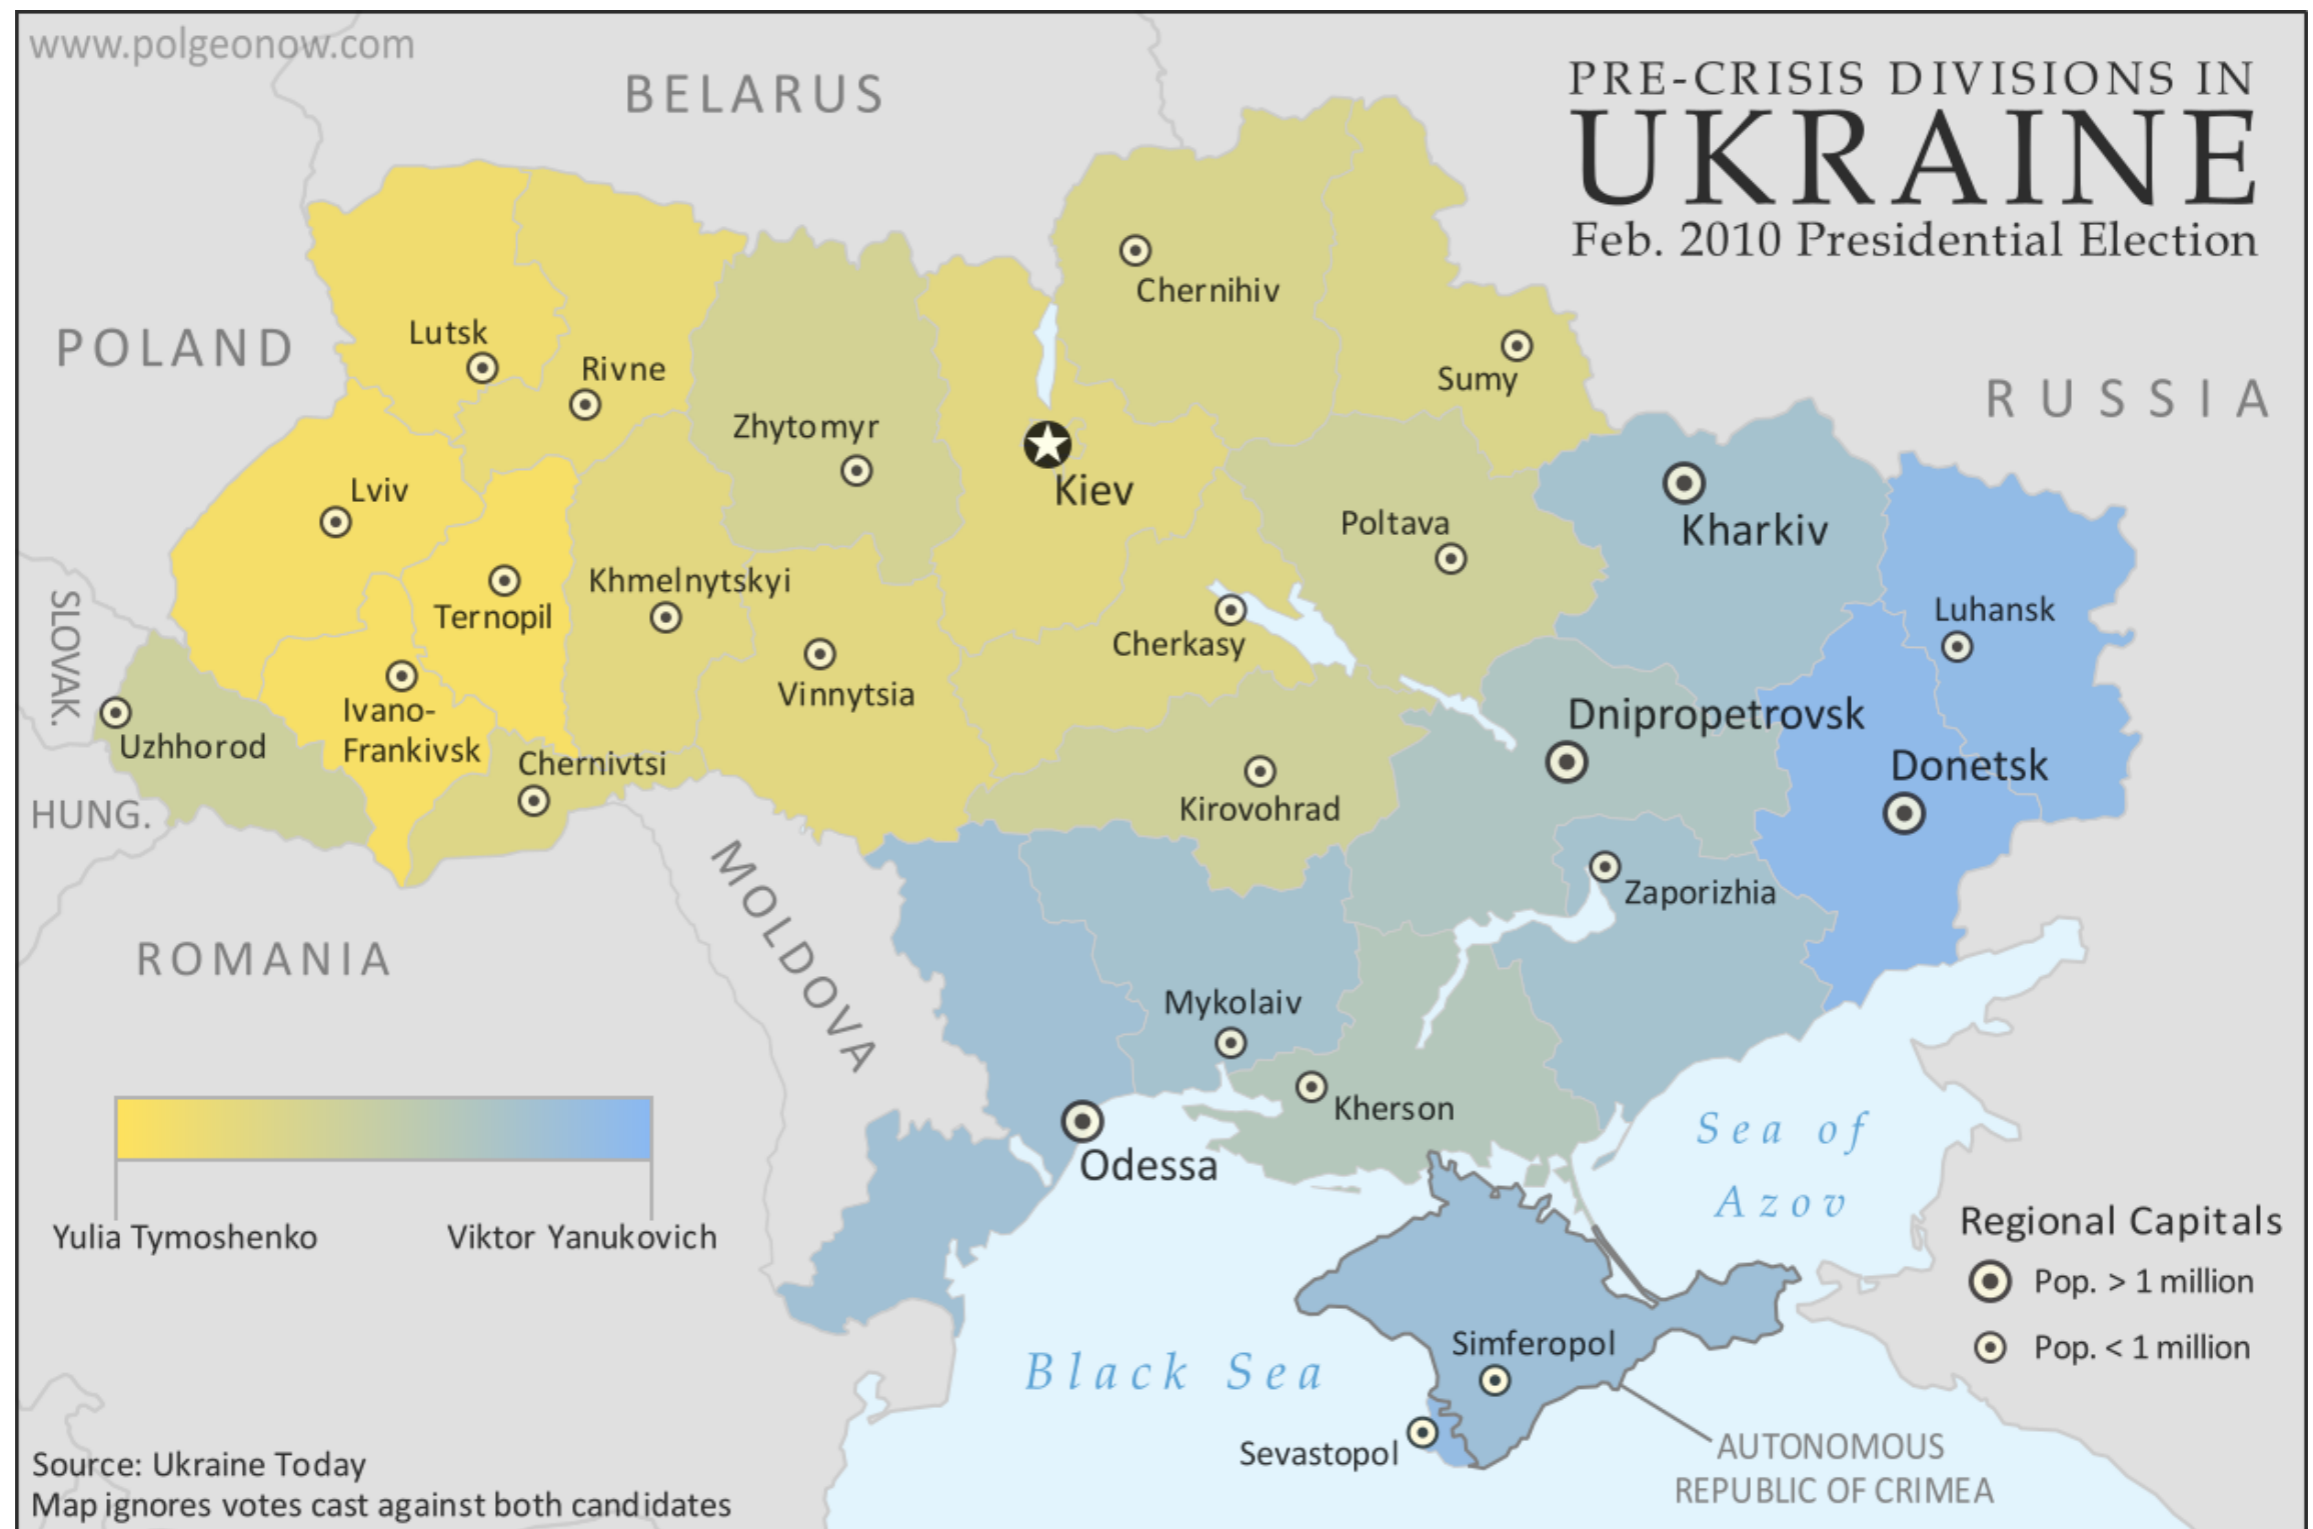 www.polgeonow.com
PRE-CRISIS DIVISIONS IN
UKRAINE
Feb. 2010 Presidential Election
BELARUS
POLAND
RUSSIA
SLOVAK.
HUNG.
ROMANIA
MOLDOVA
Chernihiv
Lutsk
Rivne
Sumy
Zhytomyr
Kiev
Lviv
Poltava
Kharkiv
Khmelnytskyi
Ternopil
Luhansk
Cherkasy
Vinnytsia
Ivano-
Frankivsk
Uzhhorod
Chernivtsi
Dnipropetrovsk
Donetsk
Kirovohrad
Zaporizhia
Mykolaiv
Kherson
Odessa
Sea of
Azov
Black Sea
Simferopol
Sevastopol
AUTONOMOUS
REPUBLIC OF CRIMEA
Yulia Tymoshenko
Viktor Yanukovich
Regional Capitals
Pop. > 1 million
Pop. < 1 million
Source: Ukraine Today
Map ignores votes cast against both candidates